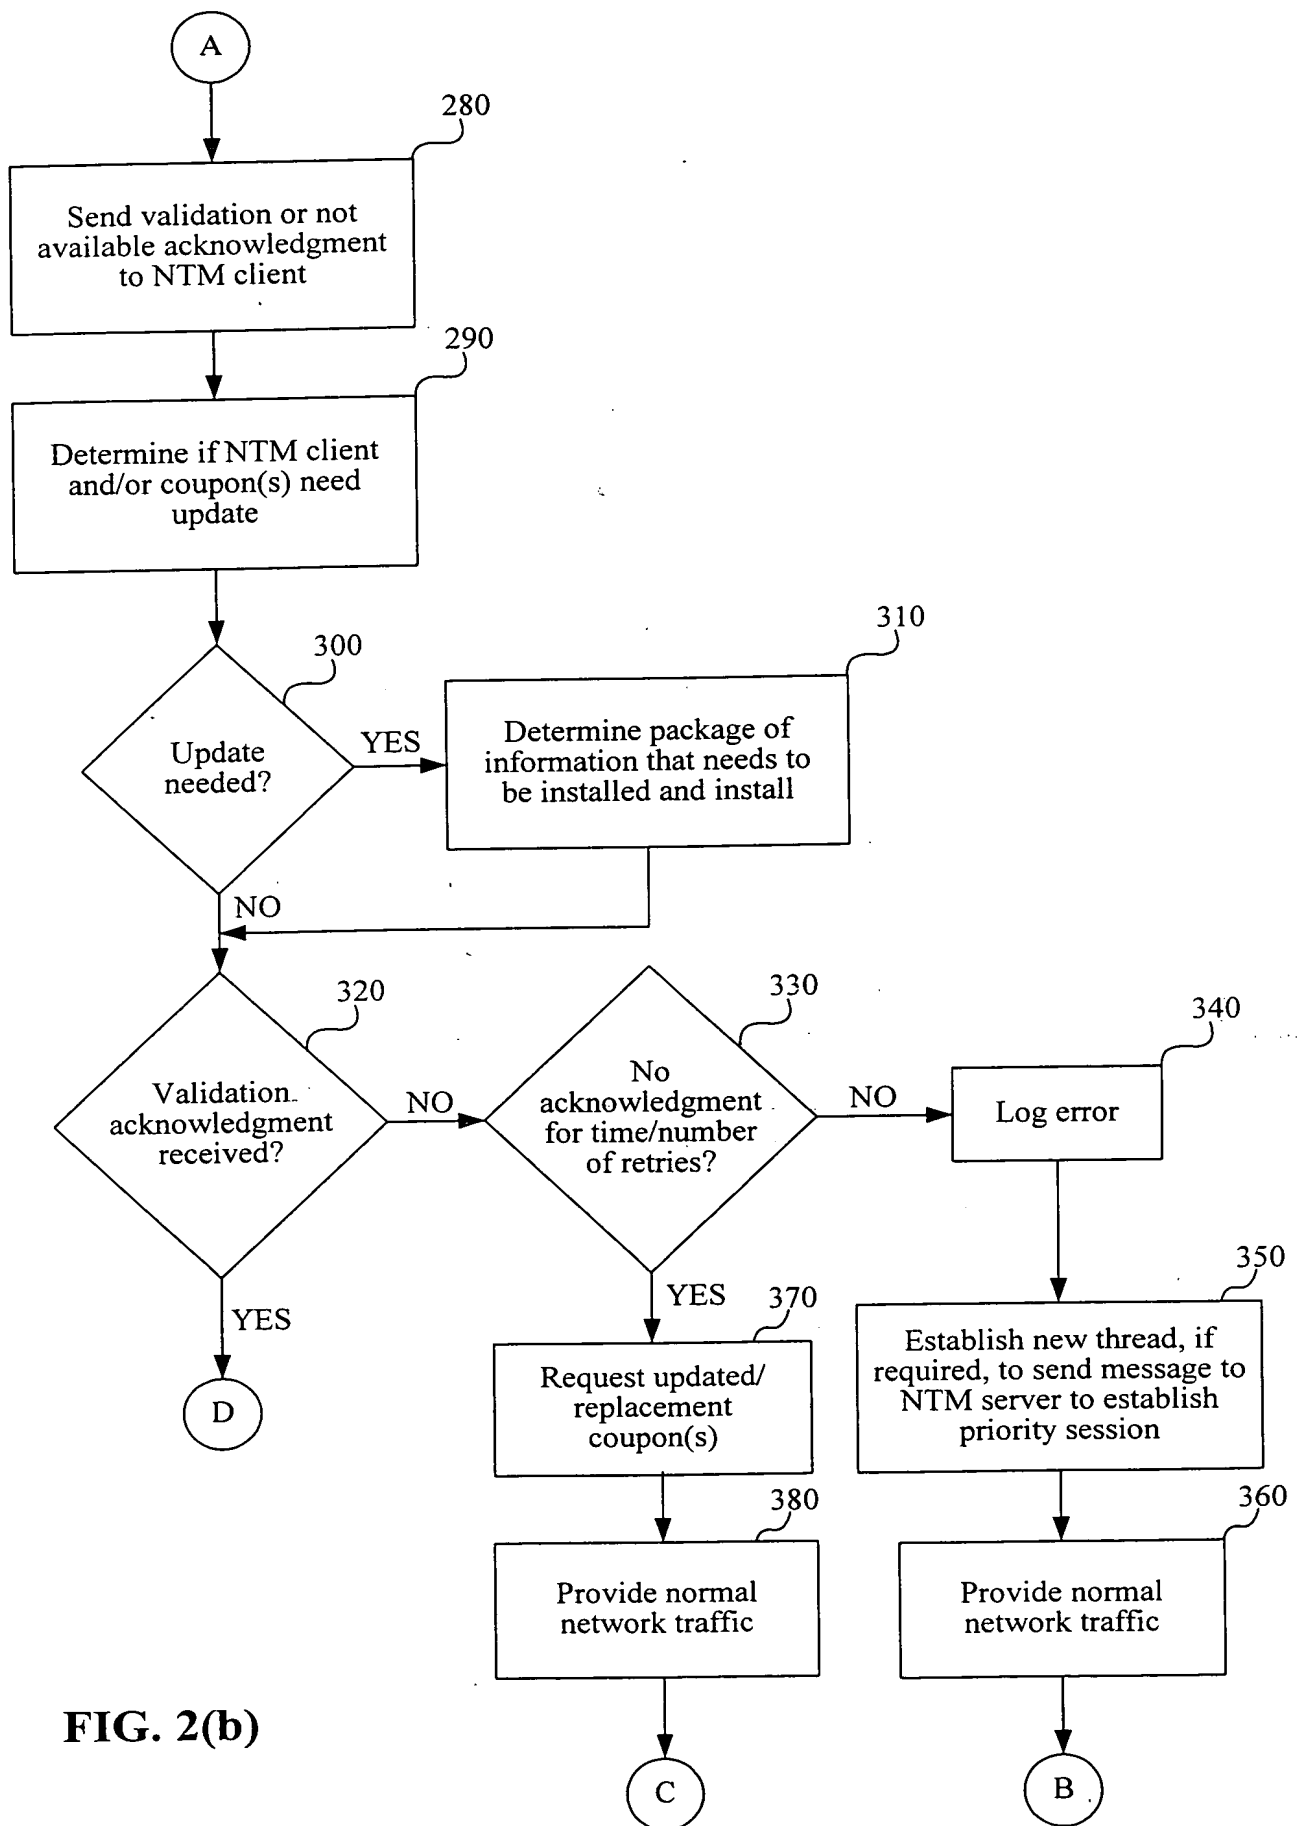 A
280
Send validation or not
available acknowledgment
to NTM client
290
Determine if NTM client
and/or coupon(s) need
update
300
310
Update
needed?
YES
Determine package of
information that needs to
be installed and install
NO
320
330
340
Validation
acknowledgment
received?
NO
No
acknowledgment
for time/number
of retries?
NO
Log error
YES
YES
370
350
D
Request updated/
replacement
coupon(s)
Establish new thread, if
required, to send message to
NTM server to establish
priority session
380
360
Provide normal
network traffic
Provide normal
network traffic
FIG. 2(b)
C
B